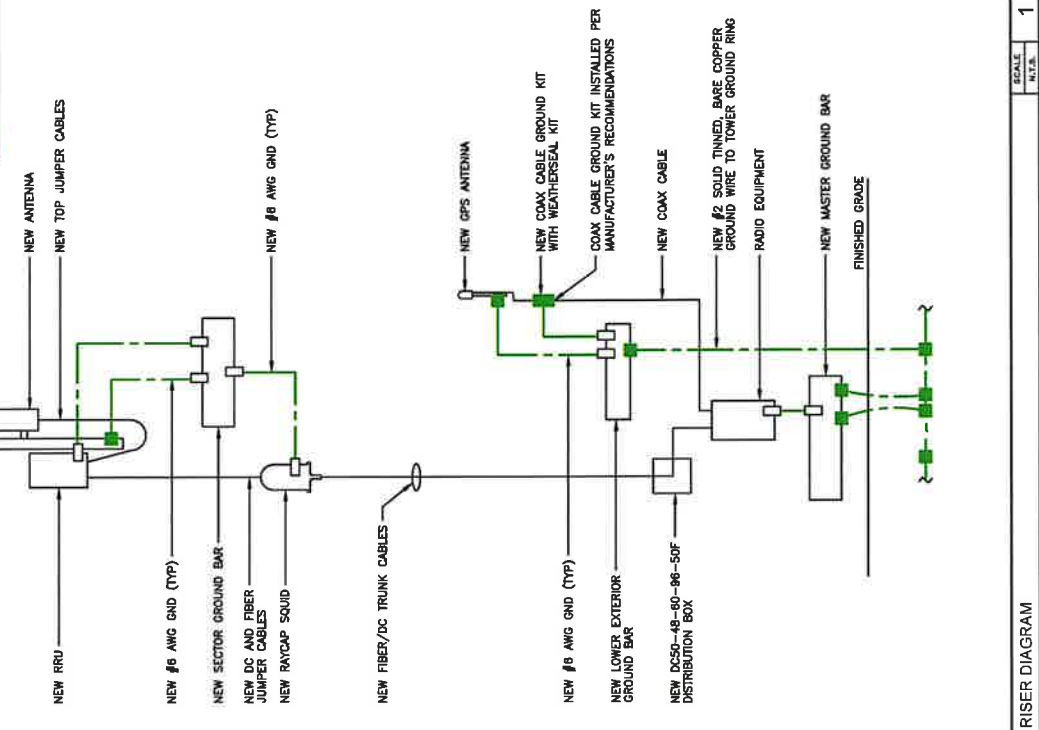 NEW ANTENNA
NEW TOP JUMPER CABLES
NEW #6 AWG GND (TYP)
NEW GPS ANTENNA
NEW COAX CABLE GROUND KIT
WITH WEATHERSEAL KIT
COAX CABLE GROUND KIT INSTALLED PER
MANUFACTURER'S RECOMMENDATIONS
NEW COAX CABLE
NEW #2 SOLID TINNED, BARE COPPER
GROUND WIRE TO TOWER GROUND RING
RADIO EQUIPMENT
NEW MASTER GROUND BAR
FINISHED GRADE
NEW RRU
NEW #6 AWG GND (TYP)
NEW SECTOR GROUND BAR
NEW DC AND FIBER
JUMPER CABLES
NEW RAYCAP SQUID
NEW FIBER/DC TRUNK CABLES
NEW #6 AWG GND (TYP)
NEW LOWER EXTERIOR
GROUND BAR
NEW DC50-48-60-96-50F
DISTRIBUTION BOX
RISER DIAGRAM
SCALE
N.T.S.
1